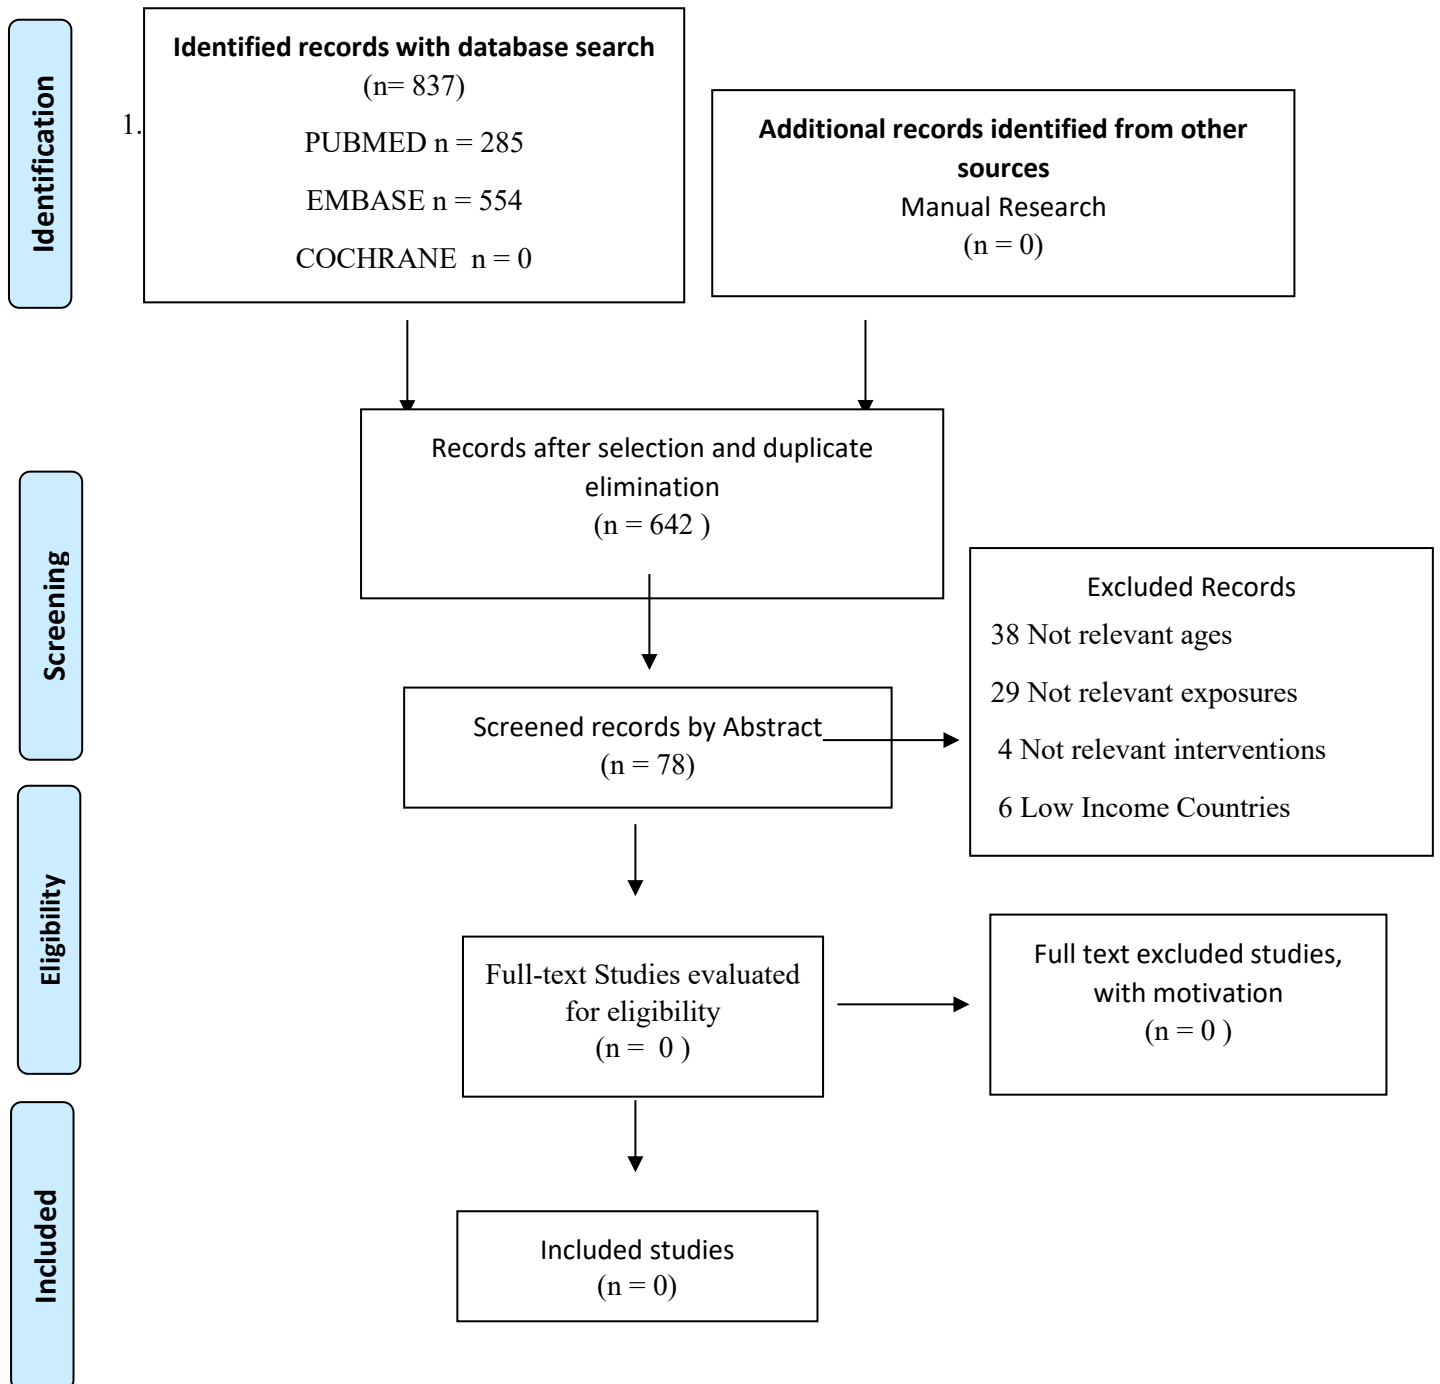 Identification
Identified records with database search
(n= 837)
1.
PUBMED n = 285
EMBASE n = 554
COCHRANE n = 0
Additional records identified from other
sources
Manual Research
(n = 0)
Records after selection and duplicate
elimination
(n = 642 )
Screening
Excluded Records
38 Not relevant ages
29 Not relevant exposures
4 Not relevant interventions
6 Low Income Countries
Screened records by Abstract
(n = 78)
Eligibility
Full-text Studies evaluated
for eligibility
(n = 0 )
Full text excluded studies,
with motivation
(n = 0 )
Included
Included studies
(n = 0)